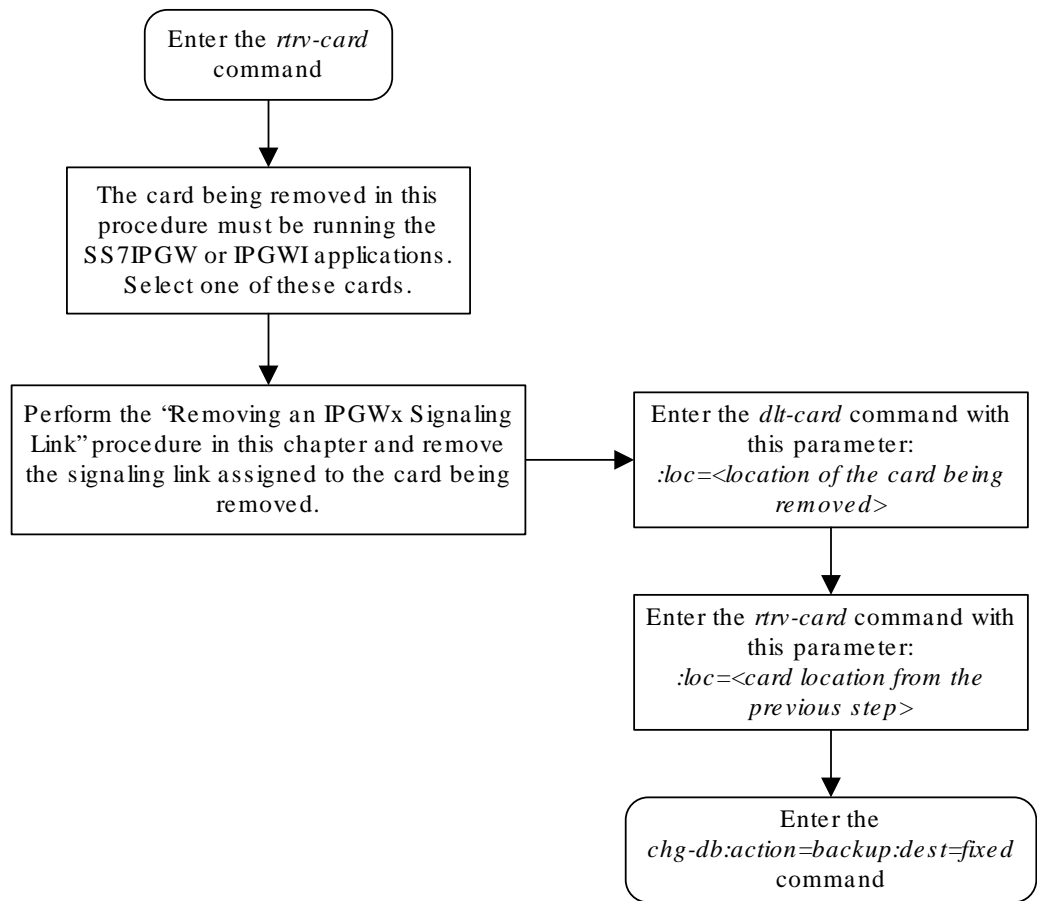 Enter the rtrv-card
command
The card being removed in this
procedure must be running the
SS7IPGW or IPGWI applications.
Select one of these cards.
Perform the “Removing an IPGWx Signaling
Link” procedure in this chapter and remove
the signaling link assigned to the card being
removed.
Enter the dlt-card command with
this parameter:
:loc=<location of the card being
removed>
Enter the rtrv-card command with
this parameter:
:loc=<card location from the
previous step>
Enter the
chg-db:action=backup:dest=fixed
command